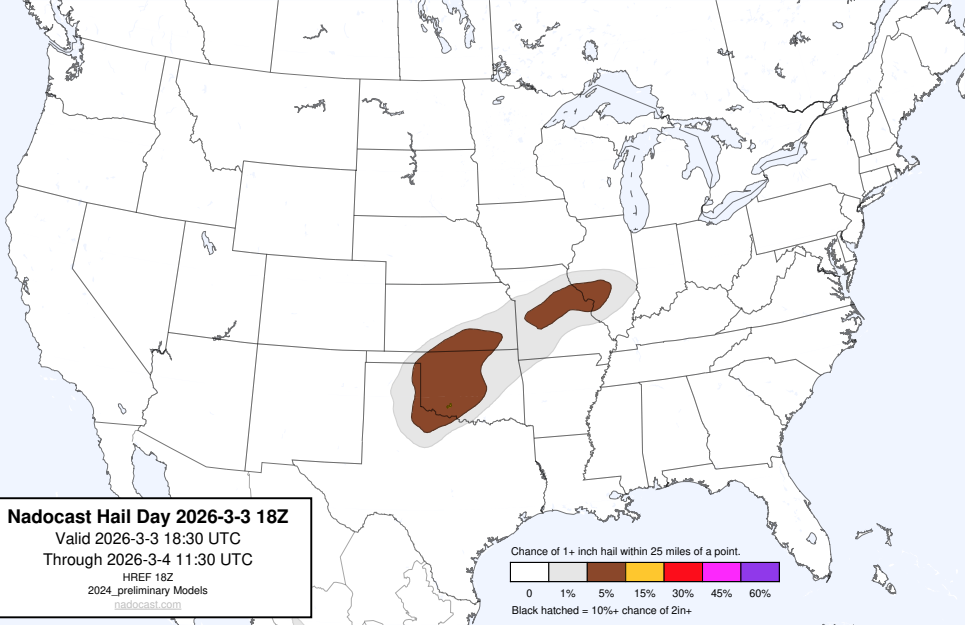 Nadocast Hail Day 2026-3-3 18Z
Valid 2026-3-3 18:30 UTC
Through 2026-3-4 11:30 UTC
HREF 18Z
2024_preliminary Models
nadocast.com
Chance of 1+ inch hail within 25 miles of a point.
0 1% 5% 15% 30% 45% 60%
Black hatched = 10%+ chance of 2in+